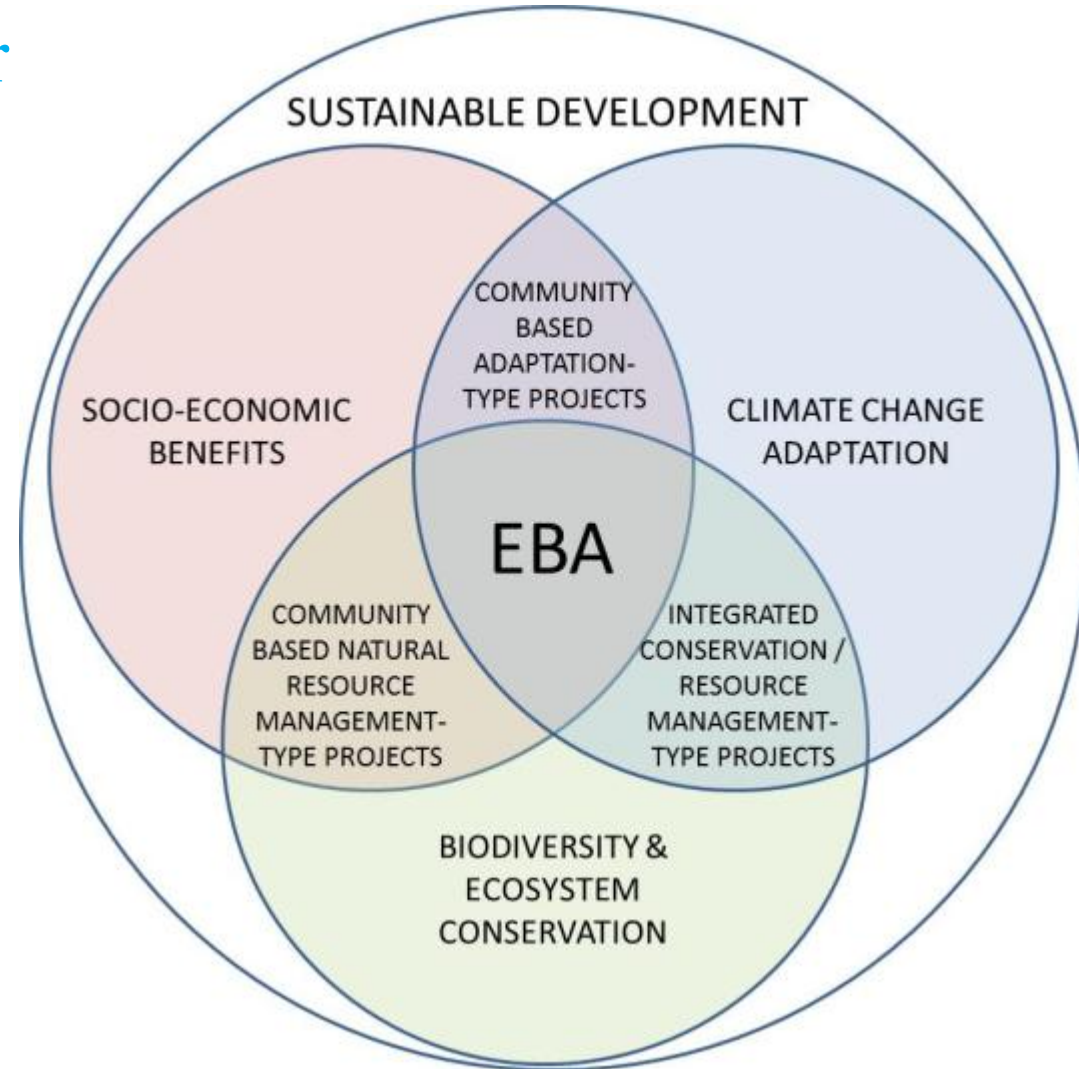 SUSTAINABLE DEVELOPMENT
COMMUNITY
BASED
ADAPTATION-
TYPE PROJECTS
SOCIO-ECONOMIC
BENEFITS
CLIMATE CHANGE
ADAPTATION
EBA
COMMUNITY
BASED NATURAL
RESOURCE
MANAGEMENT-
TYPE PROJECTS
INTEGRATED
CONSERVATION /
RESOURCE
MANAGEMENT-
TYPE PROJECTS
BIODIVERSITY &
ECOSYSTEM
CONSERVATION